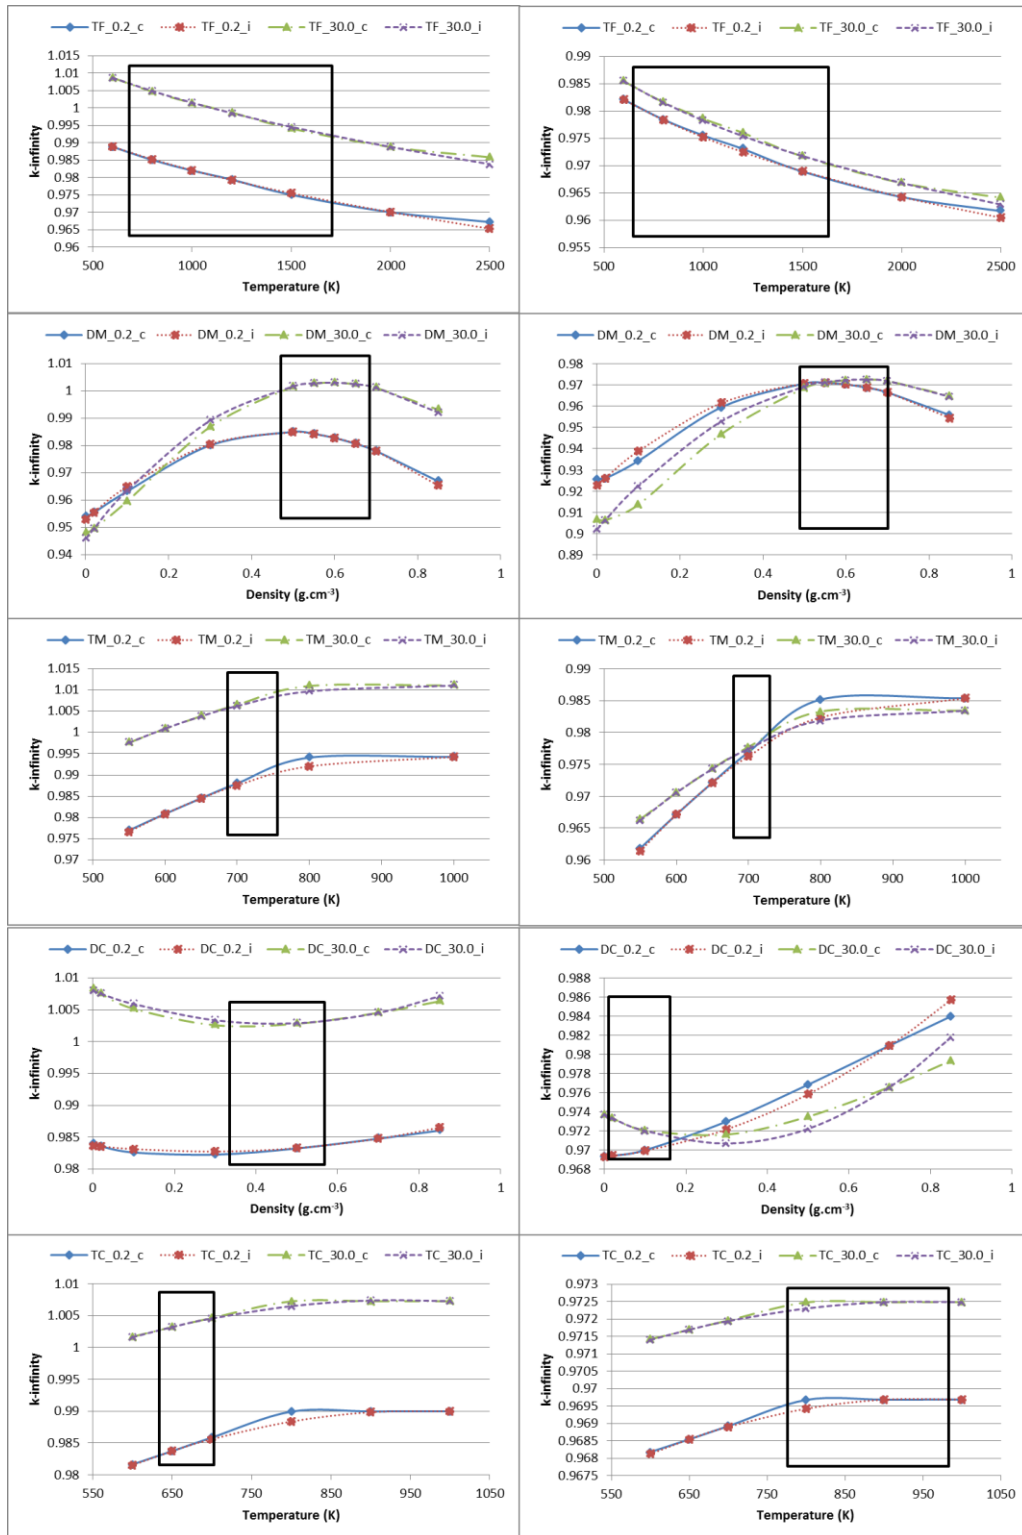 TF_0.2_c TF_0.2_i TF_30.0_c TF_30.0_i
1.015
1.01
1.005
1
0.995
0.99
0.985
0.98
0.975
0.97
0.965
0.96
k-infinity
500 1000 1500 2000 2500
Temperature (K)
TF_0.2_c TF_0.2_i TF_30.0_c TF_30.0_i
0.99
0.985
0.98
0.975
0.97
0.965
0.96
0.955
k-infinity
500 1000 1500 2000 2500
Temperature (K)
DM_0.2_c DM_0.2_i DM_30.0_c DM_30.0_i
1.01
1
0.99
0.98
0.97
0.96
0.95
0.94
k-infinity
0 0.2 0.4 0.6 0.8 1
Density (g.cm⁻³)
DM_0.2_c DM_0.2_i DM_30.0_c DM_30.0_i
0.98
0.97
0.96
0.95
0.94
0.93
0.92
0.91
0.9
0.89
k-infinity
0 0.2 0.4 0.6 0.8 1
Density (g.cm⁻³)
TM_0.2_c TM_0.2_i TM_30.0_c TM_30.0_i
1.015
1.01
1.005
1
0.995
0.99
0.985
0.98
0.975
0.97
k-infinity
500 600 700 800 900 1000
Temperature (K)
TM_0.2_c TM_0.2_i TM_30.0_c TM_30.0_i
0.99
0.985
0.98
0.975
0.97
0.965
0.96
k-infinity
500 600 700 800 900 1000
Temperature (K)
DC_0.2_c DC_0.2_i DC_30.0_c DC_30.0_i
1.01
1.005
1
0.995
0.99
0.985
0.98
k-infinity
0 0.2 0.4 0.6 0.8 1
Density (g.cm⁻³)
DC_0.2_c DC_0.2_i DC_30.0_c DC_30.0_i
0.988
0.986
0.984
0.982
0.98
0.978
0.976
0.974
0.972
0.97
0.968
k-infinity
0 0.2 0.4 0.6 0.8 1
Density (g.cm⁻³)
TC_0.2_c TC_0.2_i TC_30.0_c TC_30.0_i
1.01
1.005
1
0.995
0.99
0.985
0.98
k-infinity
550 650 750 850 950 1050
Temperature (K)
TC_0.2_c TC_0.2_i TC_30.0_c TC_30.0_i
0.973
0.9725
0.972
0.9715
0.971
0.9705
0.97
0.9695
0.969
0.9685
0.968
0.9675
k-infinity
550 650 750 850 950 1050
Temperature (K)